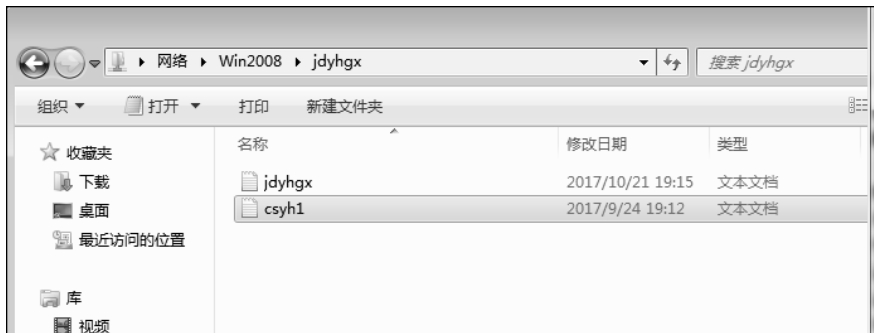 网络 Win2008 jdyhgx
搜索 jdyhgx
组织 打开 打印 新建文件夹
收藏夹
下载
桌面
最近访问的位置
库
视频
名称 修改日期 类型
jdyhgx 2017/10/21 19:15 文本文档
csyh1 2017/9/24 19:12 文本文档